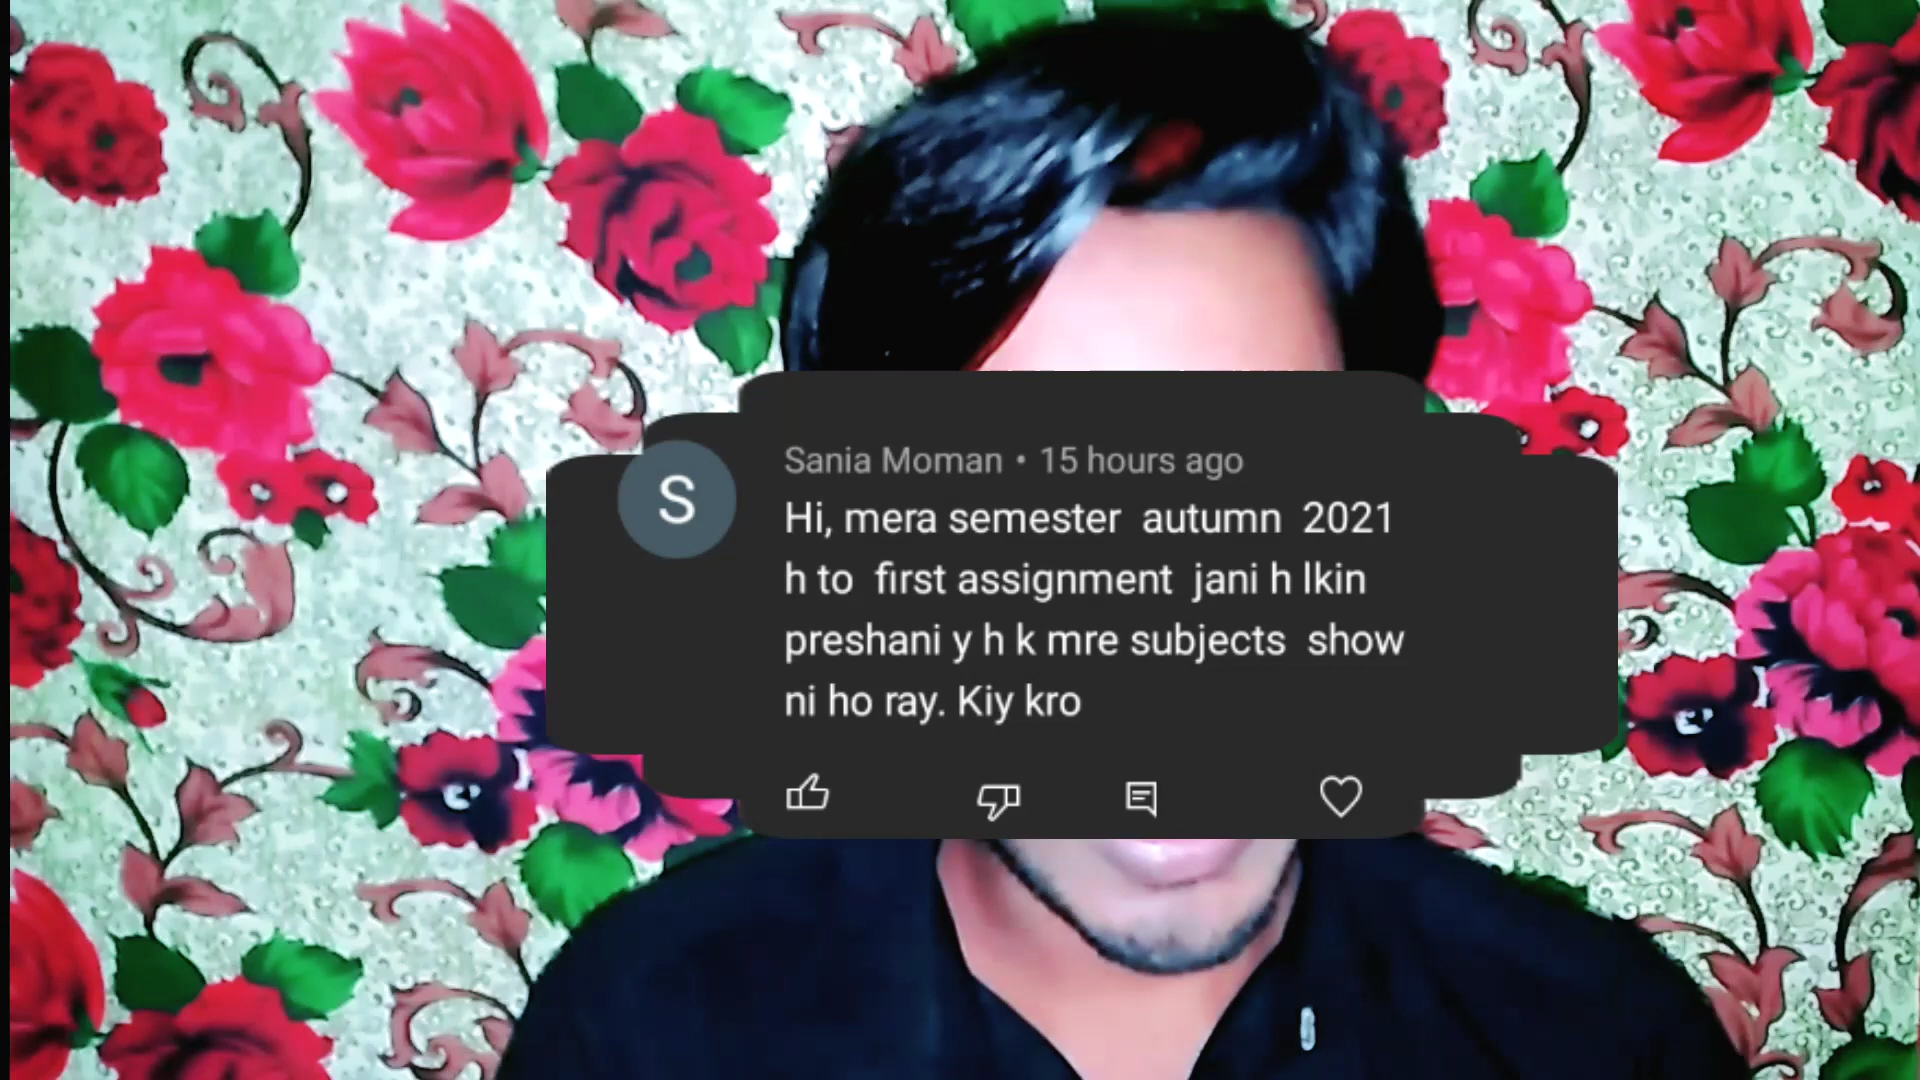 S
Sania Moman • 15 hours ago
Hi, mera semester autumn 2021
h to first assignment jani h lkin
preshani y h k mre subjects show
ni ho ray. Kiy kro